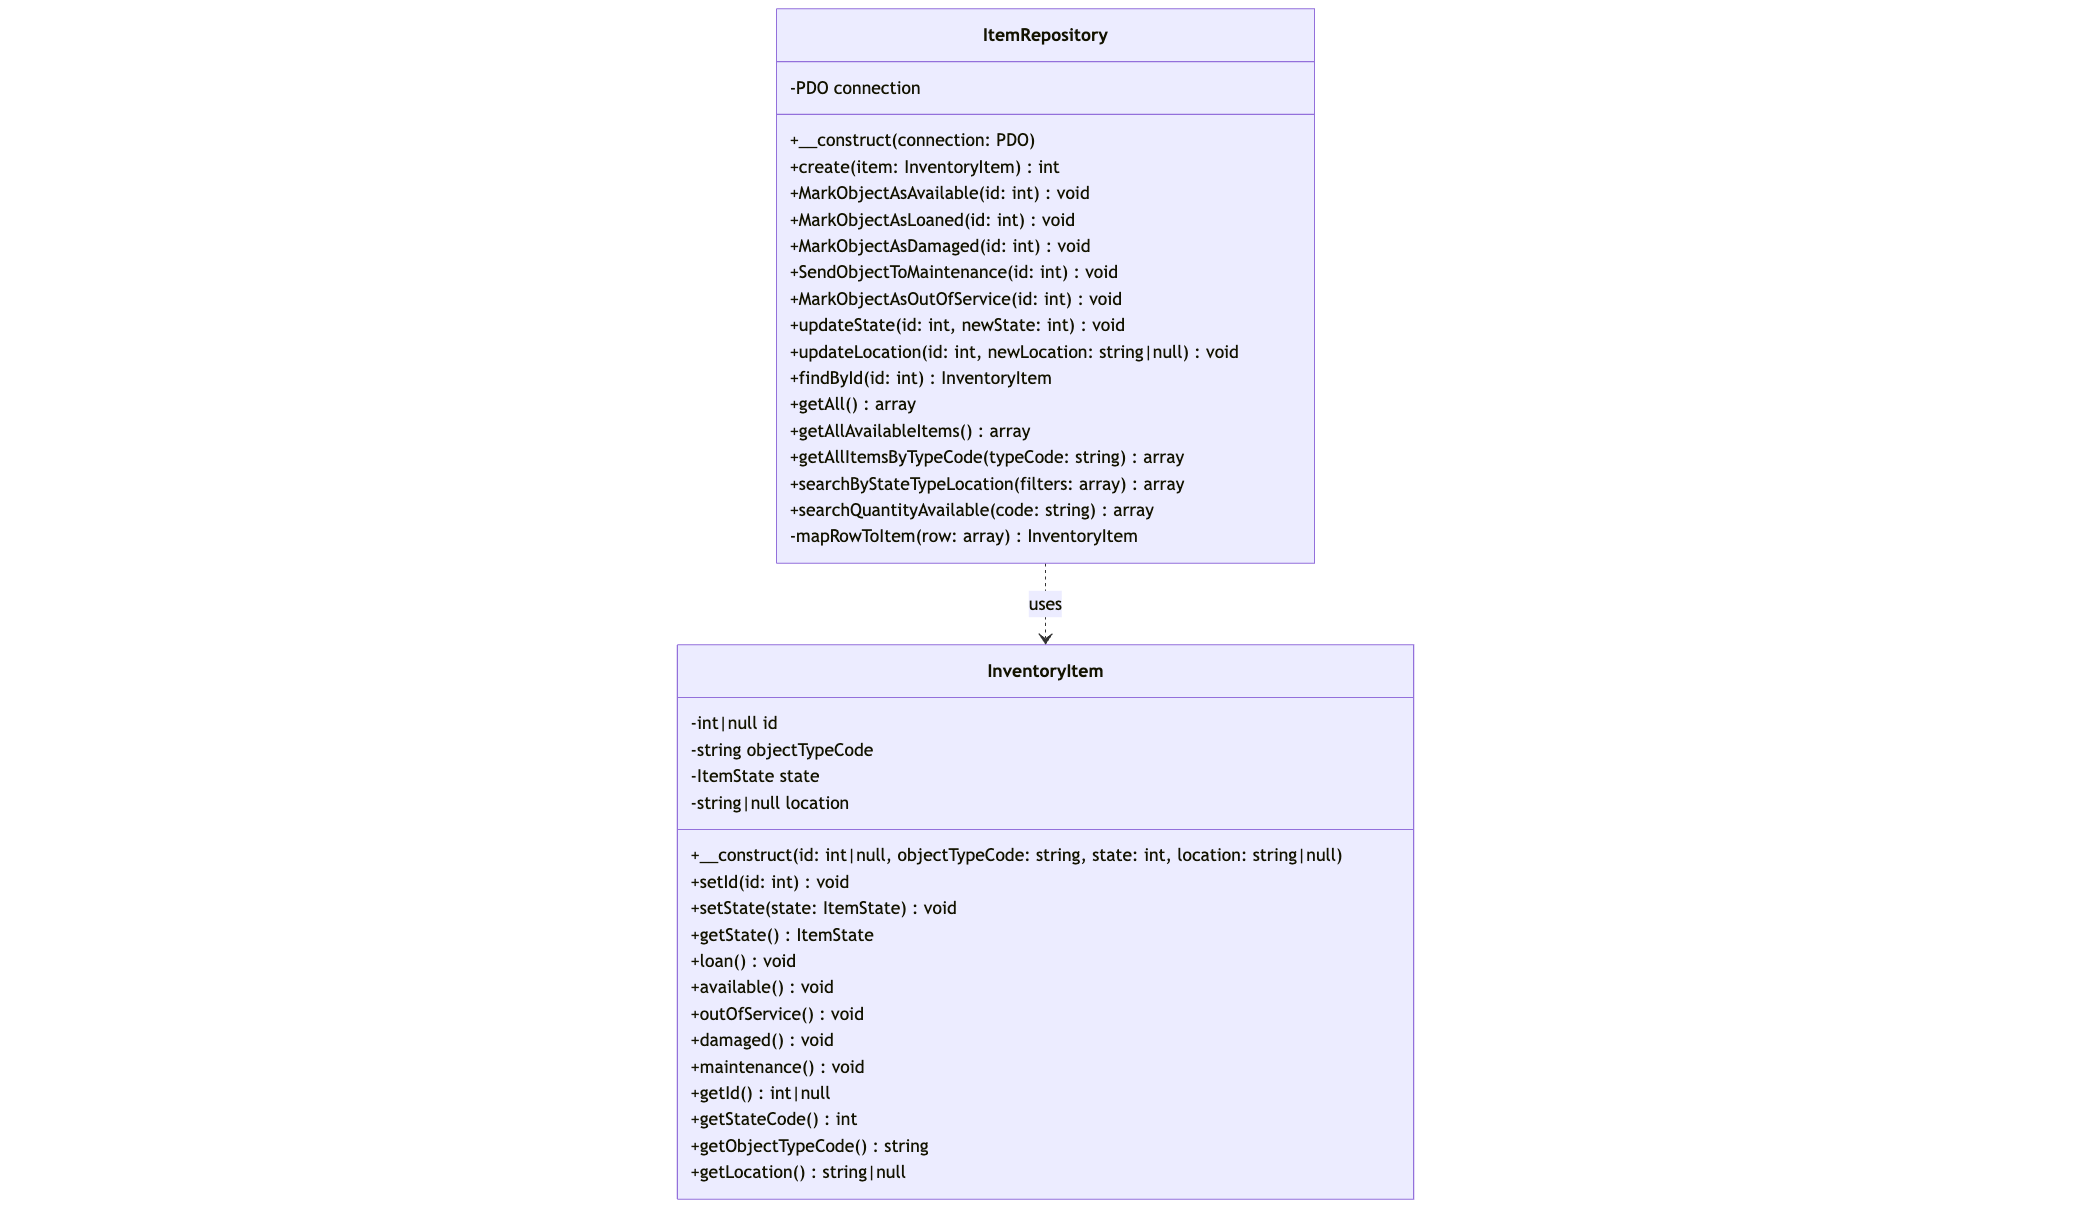 ItemRepository
-PDO connection
+__construct(connection: PDO)
+create(item: InventoryItem) : int
+MarkObjectAsAvailable(id: int) : void
+MarkObjectAsLoaned(id: int) : void
+MarkObjectAsDamaged(id: int) : void
+SendObjectToMaintenance(id: int) : void
+MarkObjectAsOutOfService(id: int) : void
+updateState(id: int, newState: int) : void
+updateLocation(id: int, newLocation: string|null) : void
+findById(id: int) : InventoryItem
+getAll() : array
+getAllAvailableItems() : array
+getAllItemsByTypeCode(typeCode: string) : array
+searchByStateTypeLocation(filters: array) : array
+searchQuantityAvailable(code: string) : array
-mapRowToItem(row: array) : InventoryItem
uses
InventoryItem
-int|null id
-string objectTypeCode
-ItemState state
-string|null location
+__construct(id: int|null, objectTypeCode: string, state: int, location: string|null)
+setId(id: int) : void
+setState(state: ItemState) : void
+getState() : ItemState
+loan() : void
+available() : void
+outOfService() : void
+damaged() : void
+maintenance() : void
+getId() : int|null
+getStateCode() : int
+getObjectTypeCode() : string
+getLocation() : string|null